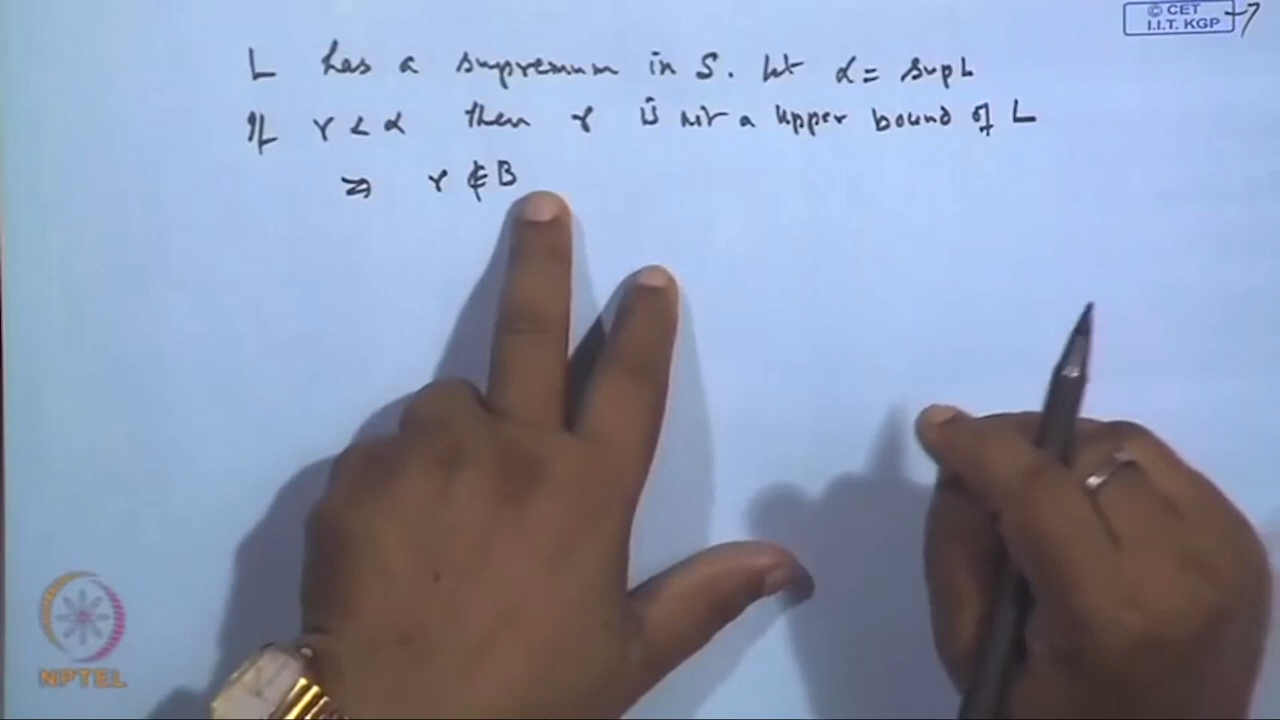 © CET
I.I.T. KGP
L has a supremum in S. Let α = Sup L
If γ < α then γ is not a upper bound of L
⇒ γ ∉ B
NPTEL